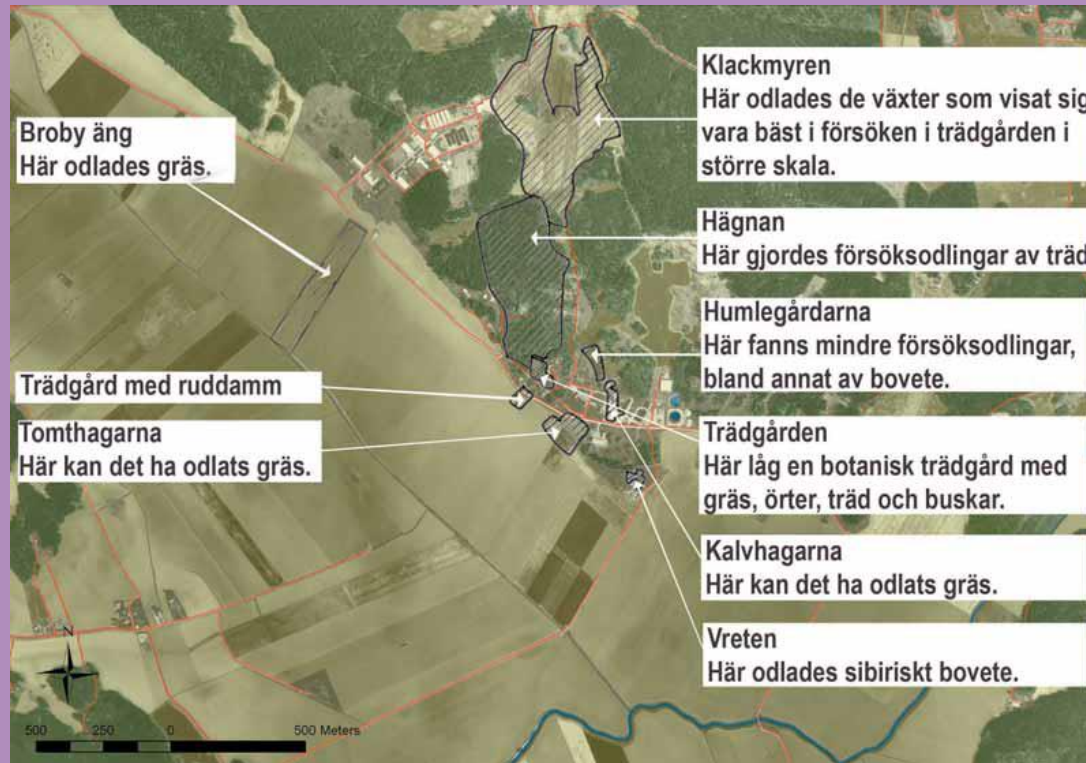 Klackmyren
Här odlades de växter som visat sig
vara bäst i försöken i trädgården i
större skala.
Broby äng
Här odlades gräs.
Hägnan
Här gjordes försöksodlingar av träd
Humlegårdarna
Här fanns mindre försöksodlingar,
bland annat av bovete.
Trädgård med ruddamm
Tomthagarna
Här kan det ha odlats gräs.
Trädgården
Här låg en botanisk trädgård med
gräs, örter, träd och buskar.
Kalvhagarna
Här kan det ha odlats gräs.
Vreten
Här odlades sibiriskt bovete.
N
500 250 0 500 Meters